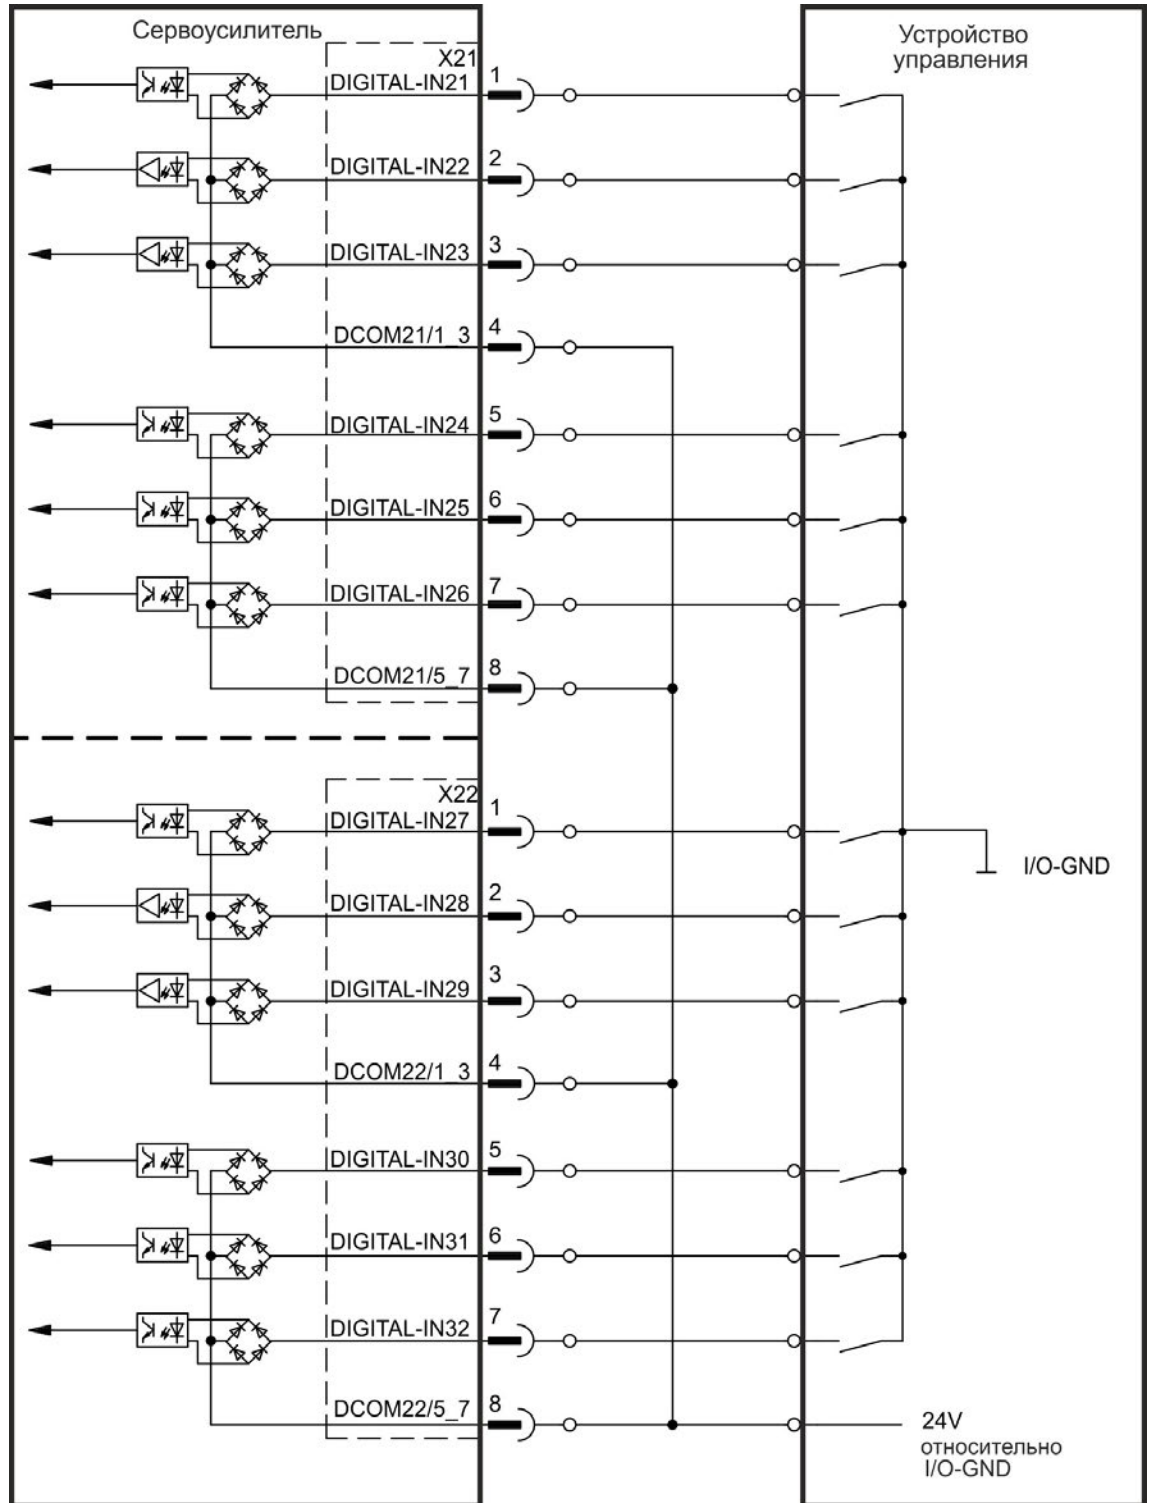 Сервоусилитель
Устройство
управления
X21
DIGITAL-IN21
1
DIGITAL-IN22
2
DIGITAL-IN23
3
DCOM21/1_3
4
DIGITAL-IN24
5
DIGITAL-IN25
6
DIGITAL-IN26
7
DCOM21/5_7
8
X22
DIGITAL-IN27
1
I/O-GND
DIGITAL-IN28
2
DIGITAL-IN29
3
DCOM22/1_3
4
DIGITAL-IN30
5
DIGITAL-IN31
6
DIGITAL-IN32
7
DCOM22/5_7
8
24V
относительно
I/O-GND